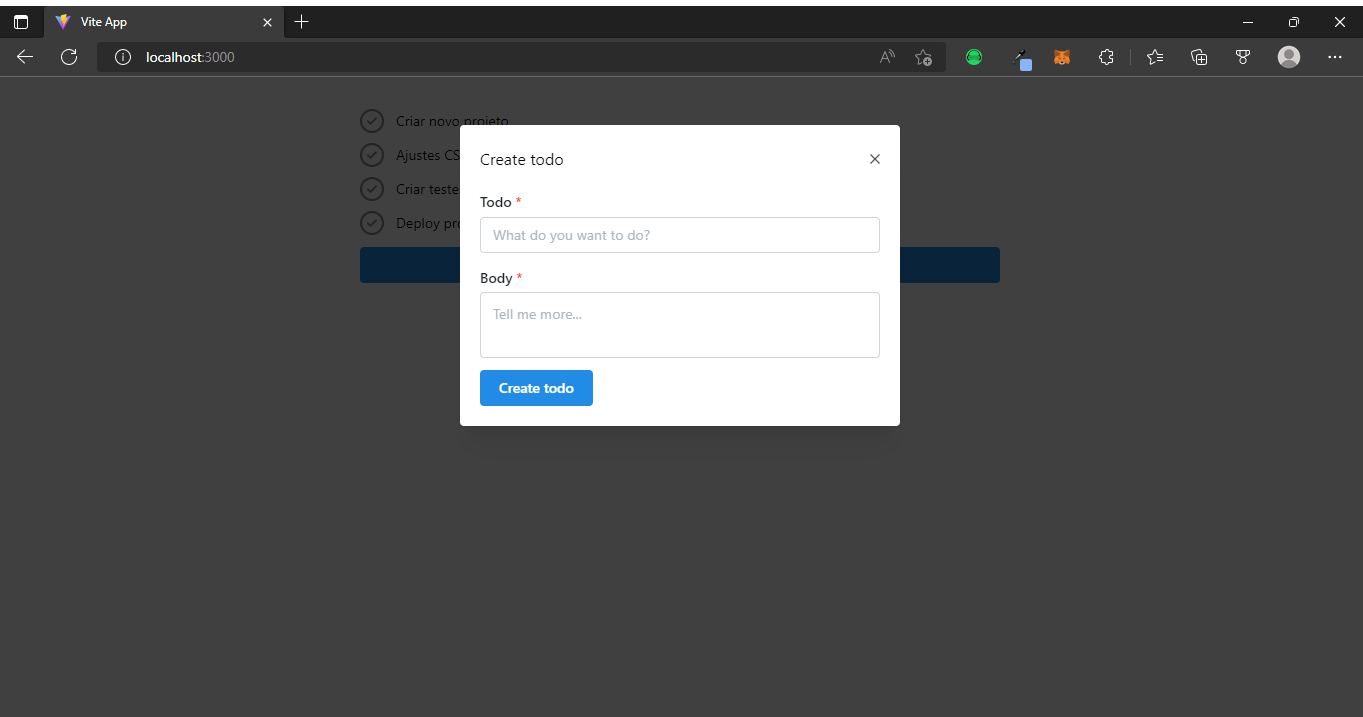 Vite App
localhost:3000
Criar novo projeto
Create todo
Ajustes CS
Criar teste
Deploy pr
Todo *
What do you want to do?
Body *
Tell me more...
Create todo